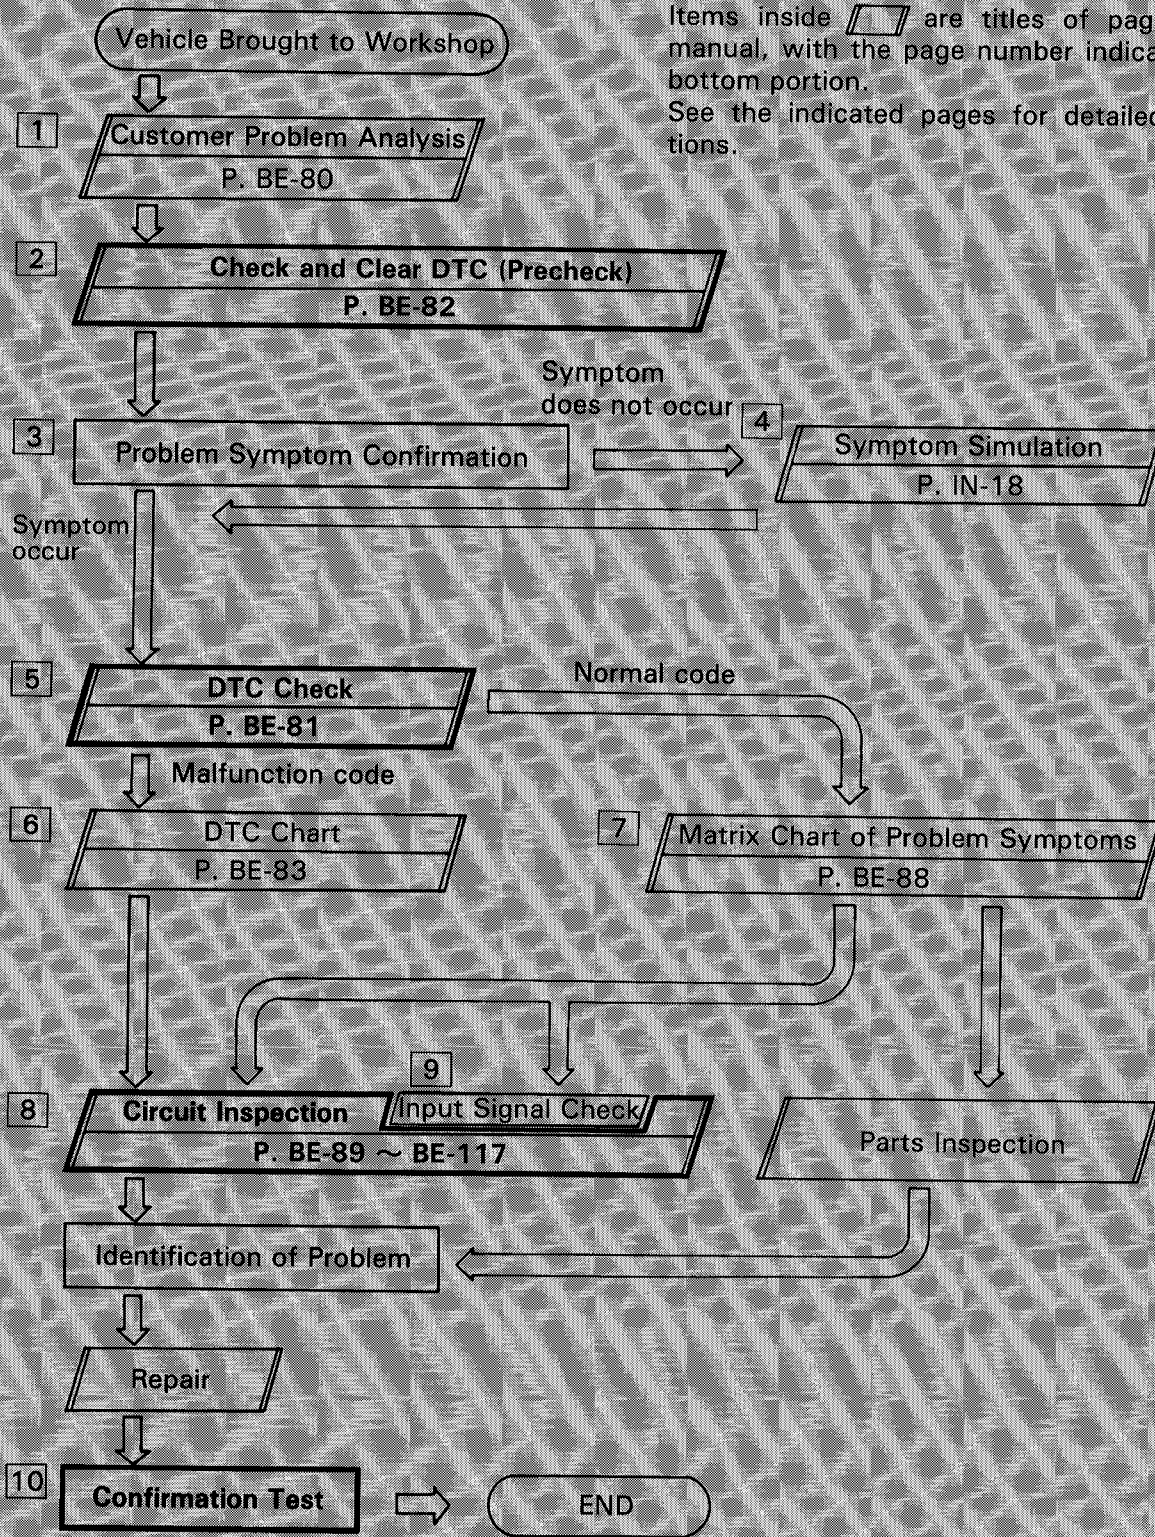 Vehicle Brought to Workshop
Items inside are titles of
manual, with the page number
bottom portion.
See the indicated pages for
tions.
1
Customer Problem Analysis
P. BE-80
2
Check and Clear DTC (Precheck)
P. BE-82
Symptom
does not occur
3
Problem Symptom Confirmation
4
Symptom Simulation
P. IN-18
Symptom
occur
5
DTC Check
P. BE-81
Normal code
Malfunction code
6
DTC Chart
P. BE-83
7
Matrix Chart of Problem Symptoms
P. BE-88
8
Circuit Inspection
9
Input Signal Check
P. BE-89 ~ BE-117
Parts Inspection
Identification of Problem
Repair
10
Confirmation Test
END